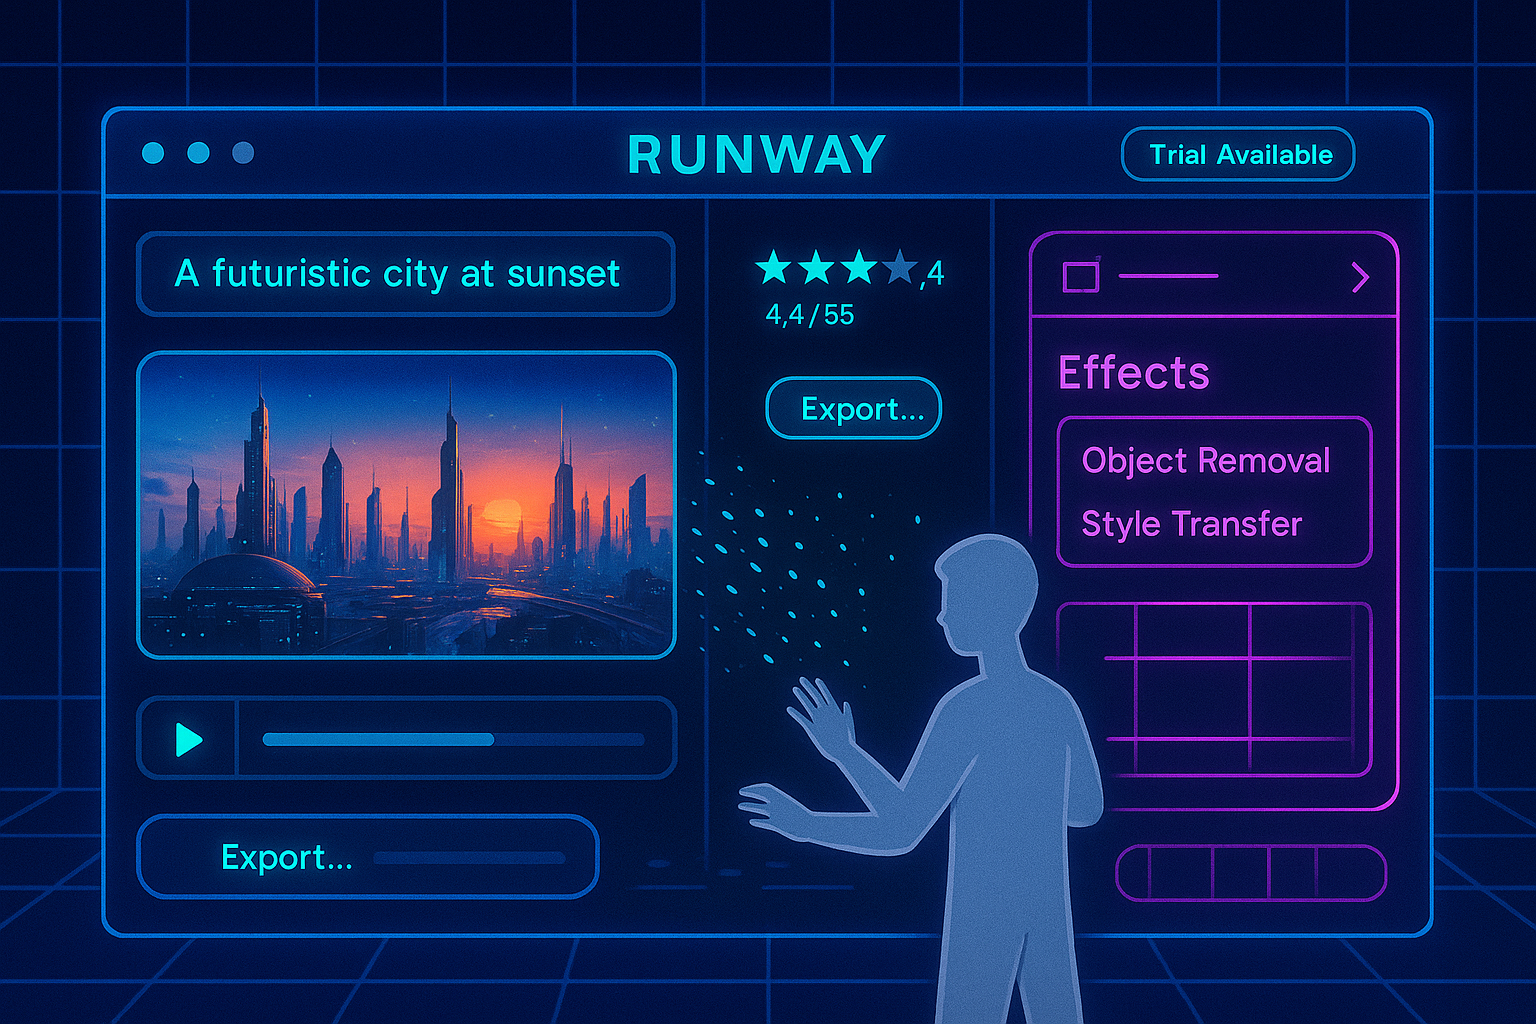 RUNWAY
Trial Available
A futuristic city at sunset
,4
4,4/55
Export...
Effects
Object Removal
Style Transfer
Export...